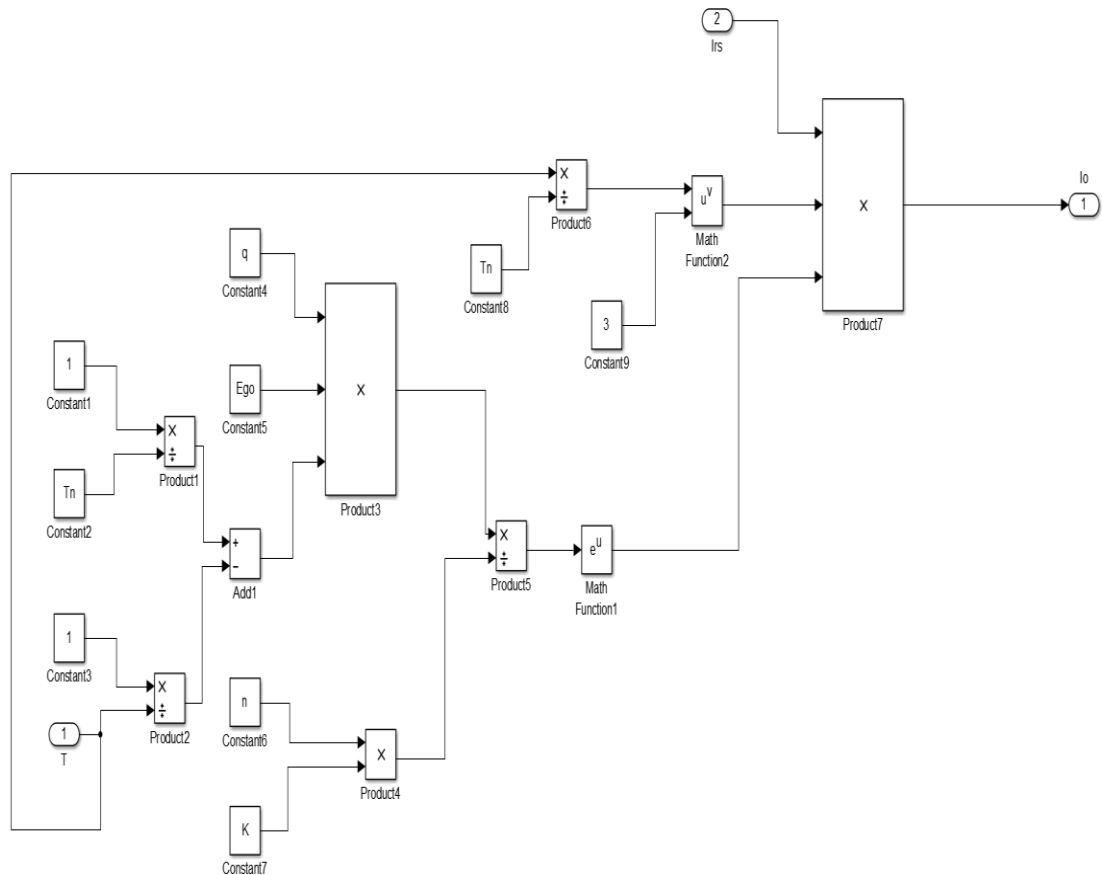 2
Irs
X
Product7
Io
1
X
÷
Product6
u^v
Math
Function2
Tn
Constant8
3
Constant9
q
Constant4
Ego
Constant5
X
Product3
1
Constant1
X
÷
Product1
Tn
Constant2
+
−
Add1
X
÷
Product5
e^u
Math
Function1
1
Constant3
X
÷
Product2
1
T
n
Constant6
X
Product4
K
Constant7